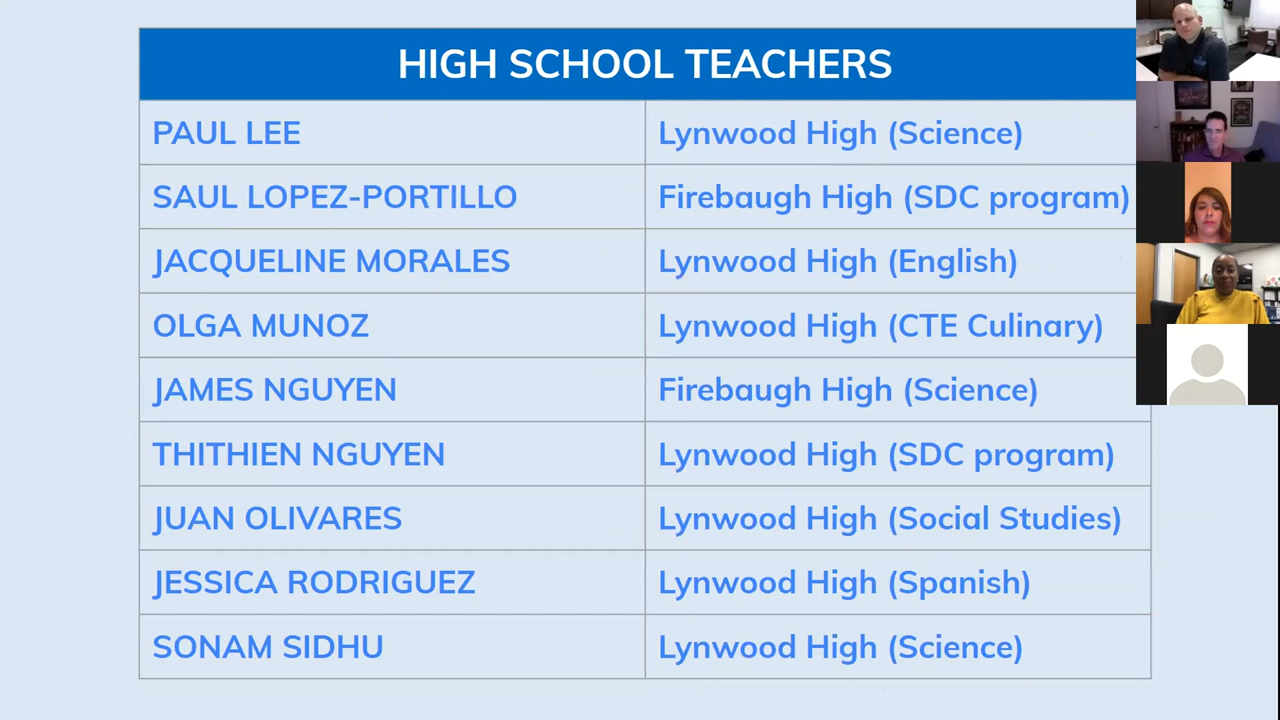 HIGH SCHOOL TEACHERS
PAUL LEE Lynwood High (Science)
SAUL LOPEZ-PORTILLO Firebaugh High (SDC program)
JACQUELINE MORALES Lynwood High (English)
OLGA MUNOZ Lynwood High (CTE Culinary)
JAMES NGUYEN Firebaugh High (Science)
THITHIEN NGUYEN Lynwood High (SDC program)
JUAN OLIVARES Lynwood High (Social Studies)
JESSICA RODRIGUEZ Lynwood High (Spanish)
SONAM SIDHU Lynwood High (Science)